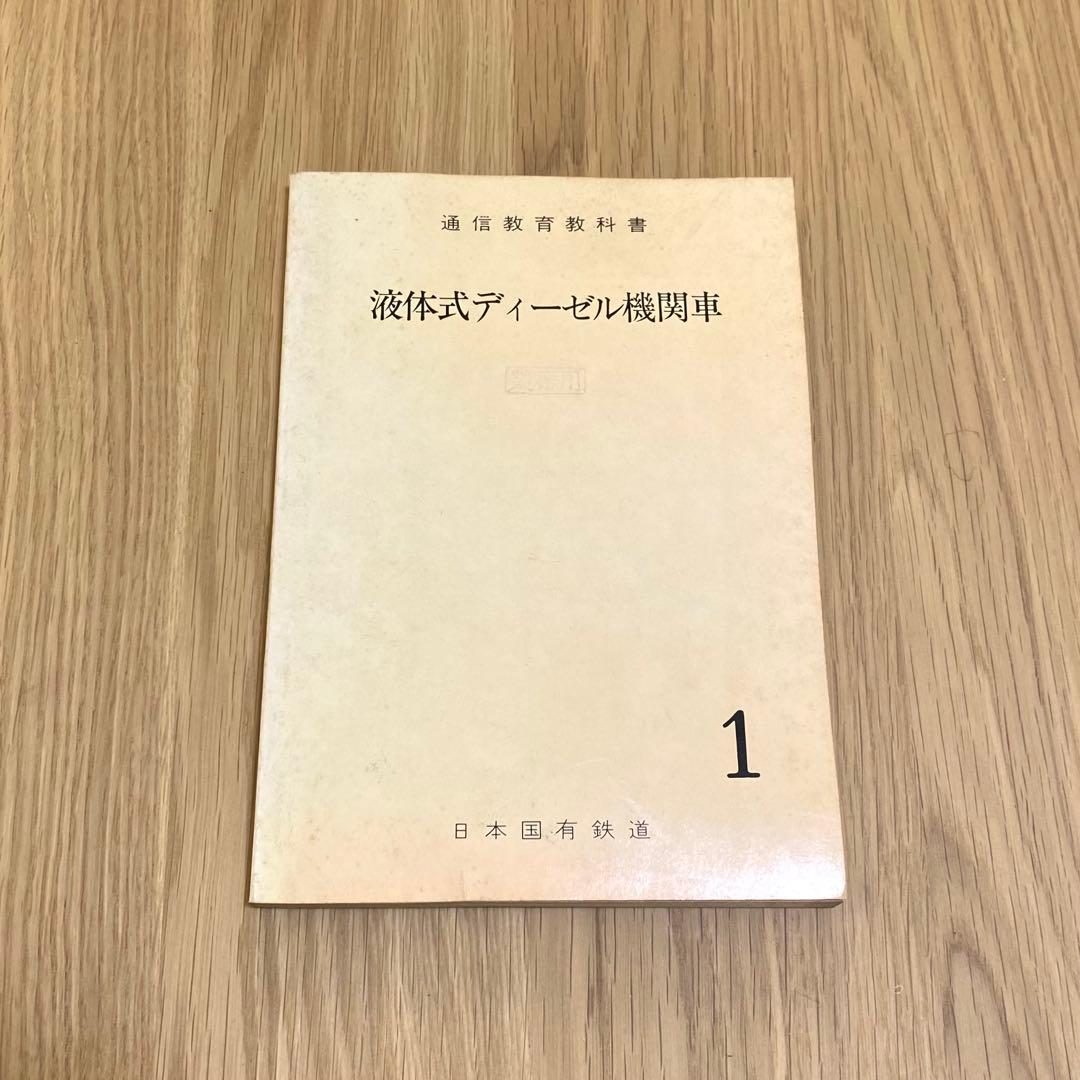 通信教育教科書
液体式ディーゼル機関車
1
日本国有鉄道